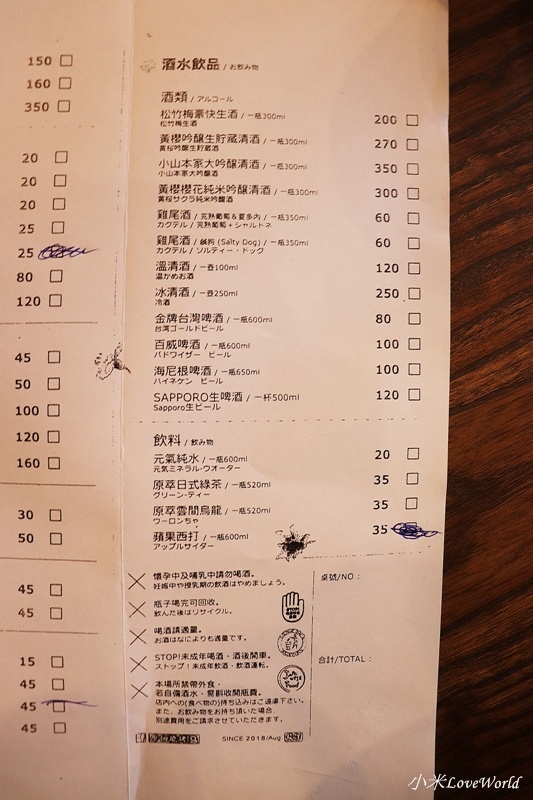 150
160
350
20
20
20
25
25
80
120
45
50
100
120
160
30
50
45
45
15
45
45
45
酒水飲品 / お飲み物
酒類 / アルコール
松竹梅豪快生酒 / 一瓶300ml 200
松竹梅生酒
黃櫻吟釀生貯蔵清酒 / 一瓶300ml 270
黄桜吟醸生貯蔵酒
小山本家大吟釀清酒 / 一瓶300ml 350
小山本家大吟醸酒
黃櫻櫻花純米吟釀清酒 / 一瓶300ml 300
黄桜サクラ純米吟醸酒
雞尾酒 / 完熟葡萄&夏多內 / 一瓶350ml 60
カクテル / 完熟葡萄 + シャルトネ
雞尾酒 / 鹹狗 (Salty Dog) / 一瓶350ml 60
カクテル / ソルティー・ドック
溫清酒 / 一壺100ml 120
温かめお酒
冰清酒 / 一壺250ml 250
冷酒
金牌台灣啤酒 / 一瓶600ml 80
台湾ゴールドビール
百威啤酒 / 一瓶600ml 100
バドワイザー ビール
海尼根啤酒 / 一瓶650ml 100
ハイネケン ビール
SAPPORO生啤酒 / 一杯500ml 120
Sapporo生ビール
飲料 / 飲み物
元氣純水 / 一瓶600ml 20
元気ミネラル·ウオーター
原萃日式綠茶 / 一瓶520ml 35
グリーン·ティー
原萃雲間烏龍 / 一瓶520ml 35
ウーロンちゃ
蘋果西打 / 一瓶600ml 35
アップルサイダー
懷孕中及哺乳中請勿喝酒。
妊娠中や授乳期の飲酒はやめましょう。
瓶子喝完可回收。
飲んだ後はリサイクル。
喝酒請適量。
お酒はなによりも適量です。
STOP!未成年喝酒・酒後開車。
ストップ！未成年飲酒・飲酒運転。
本場所禁帶外食，
若自備酒水，需斟收開瓶費。
店内への(食べ物の)持ち込みはご遠慮下さい。
また、お飲み物をお持ち頂いた場合、
別途費用をご請求させていただきます。
桌號/NO :
合計/TOTAL :
SINCE 2018/Aug
小米LoveWorld